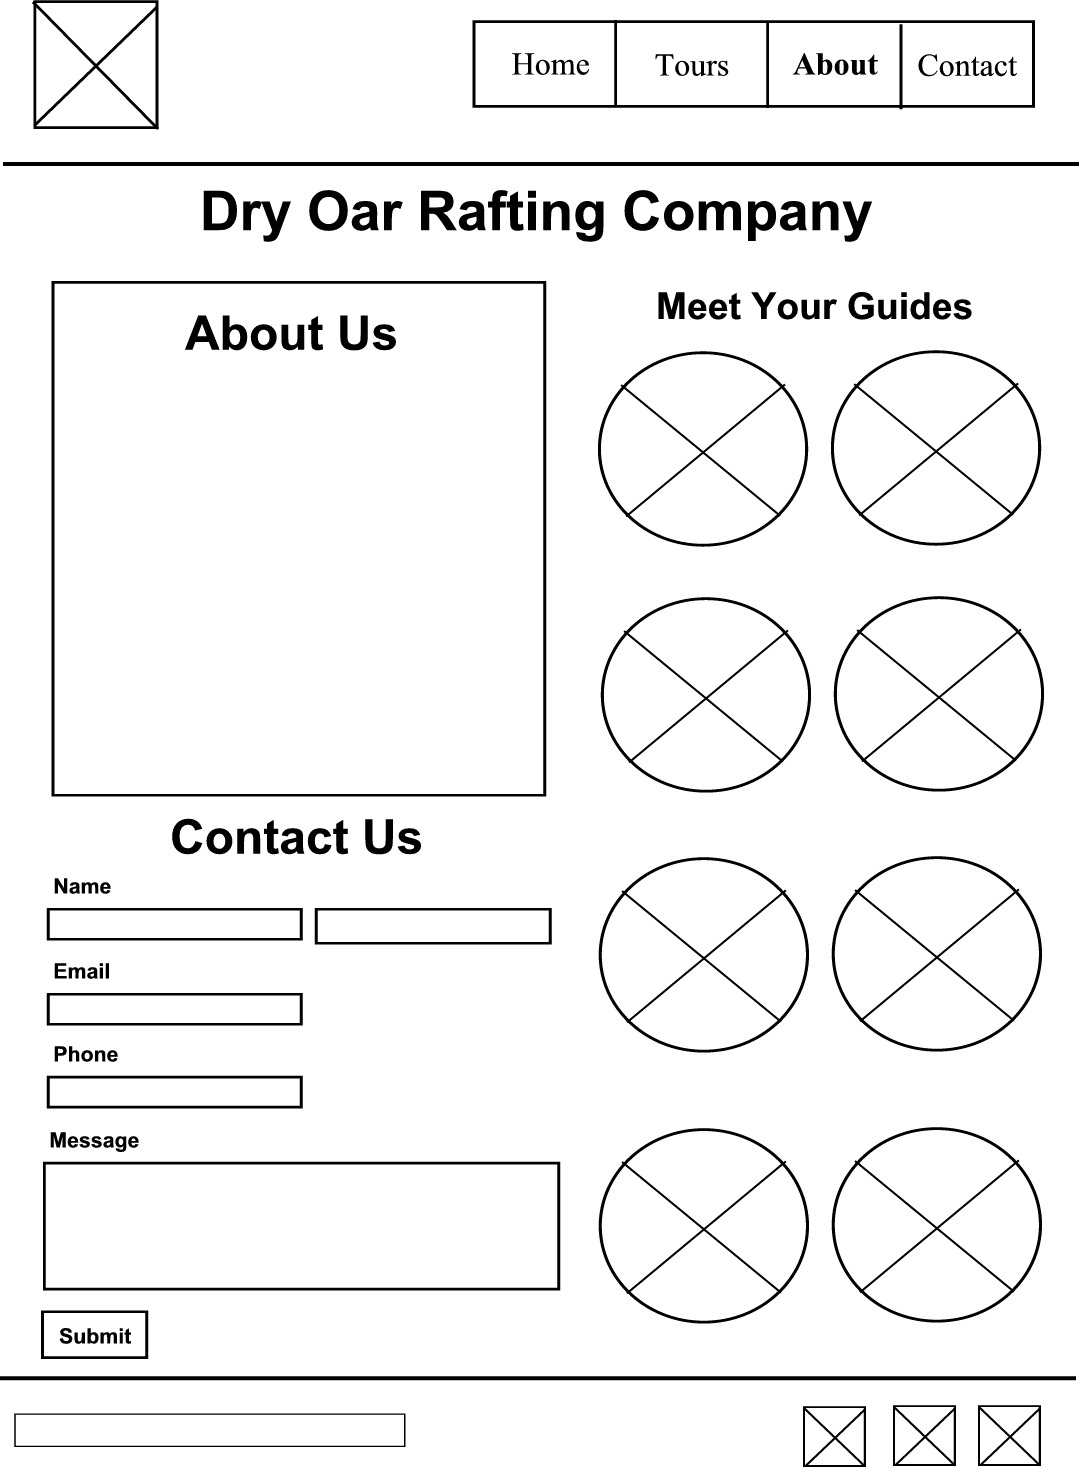 Home Tours About Contact
Dry Oar Rafting Company
About Us
Meet Your Guides
Contact Us
Name
Email
Phone
Message
Submit